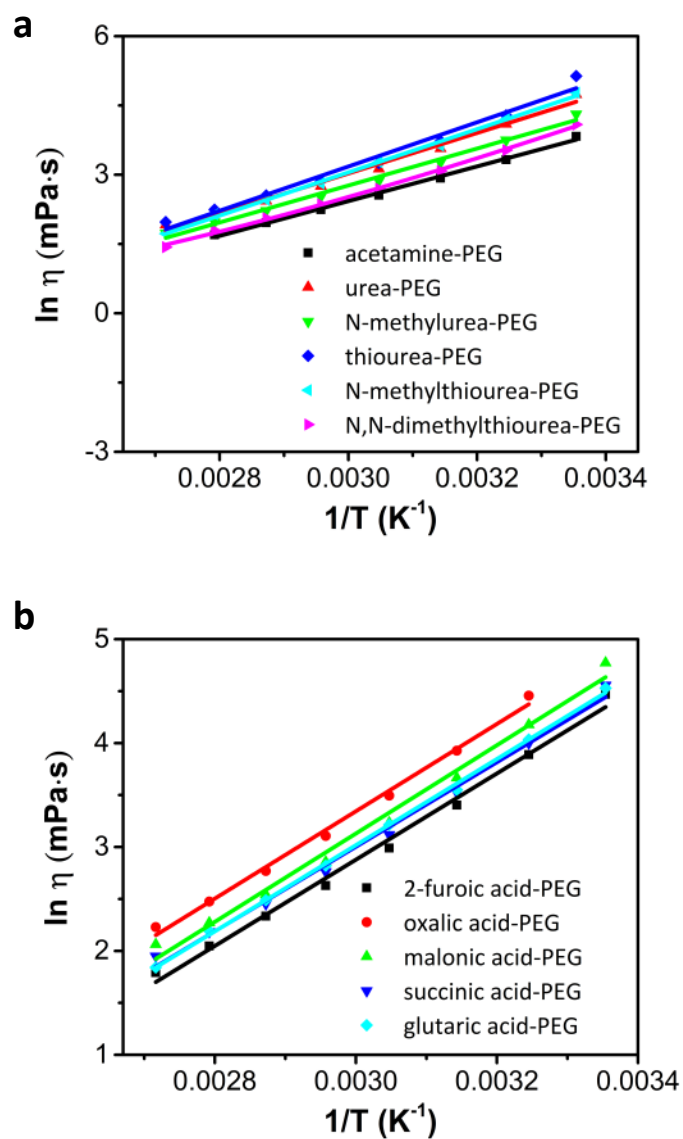 a
6
3
0
-3
ln η (mPa·s)
acetamine-PEG
urea-PEG
N-methylurea-PEG
thiourea-PEG
N-methylthiourea-PEG
N,N-dimethylthiourea-PEG
0.0028 0.0030 0.0032 0.0034
1/T (K⁻¹)
b
5
4
3
2
1
ln η (mPa·s)
2-furoic acid-PEG
oxalic acid-PEG
malonic acid-PEG
succinic acid-PEG
glutaric acid-PEG
0.0028 0.0030 0.0032 0.0034
1/T (K⁻¹)